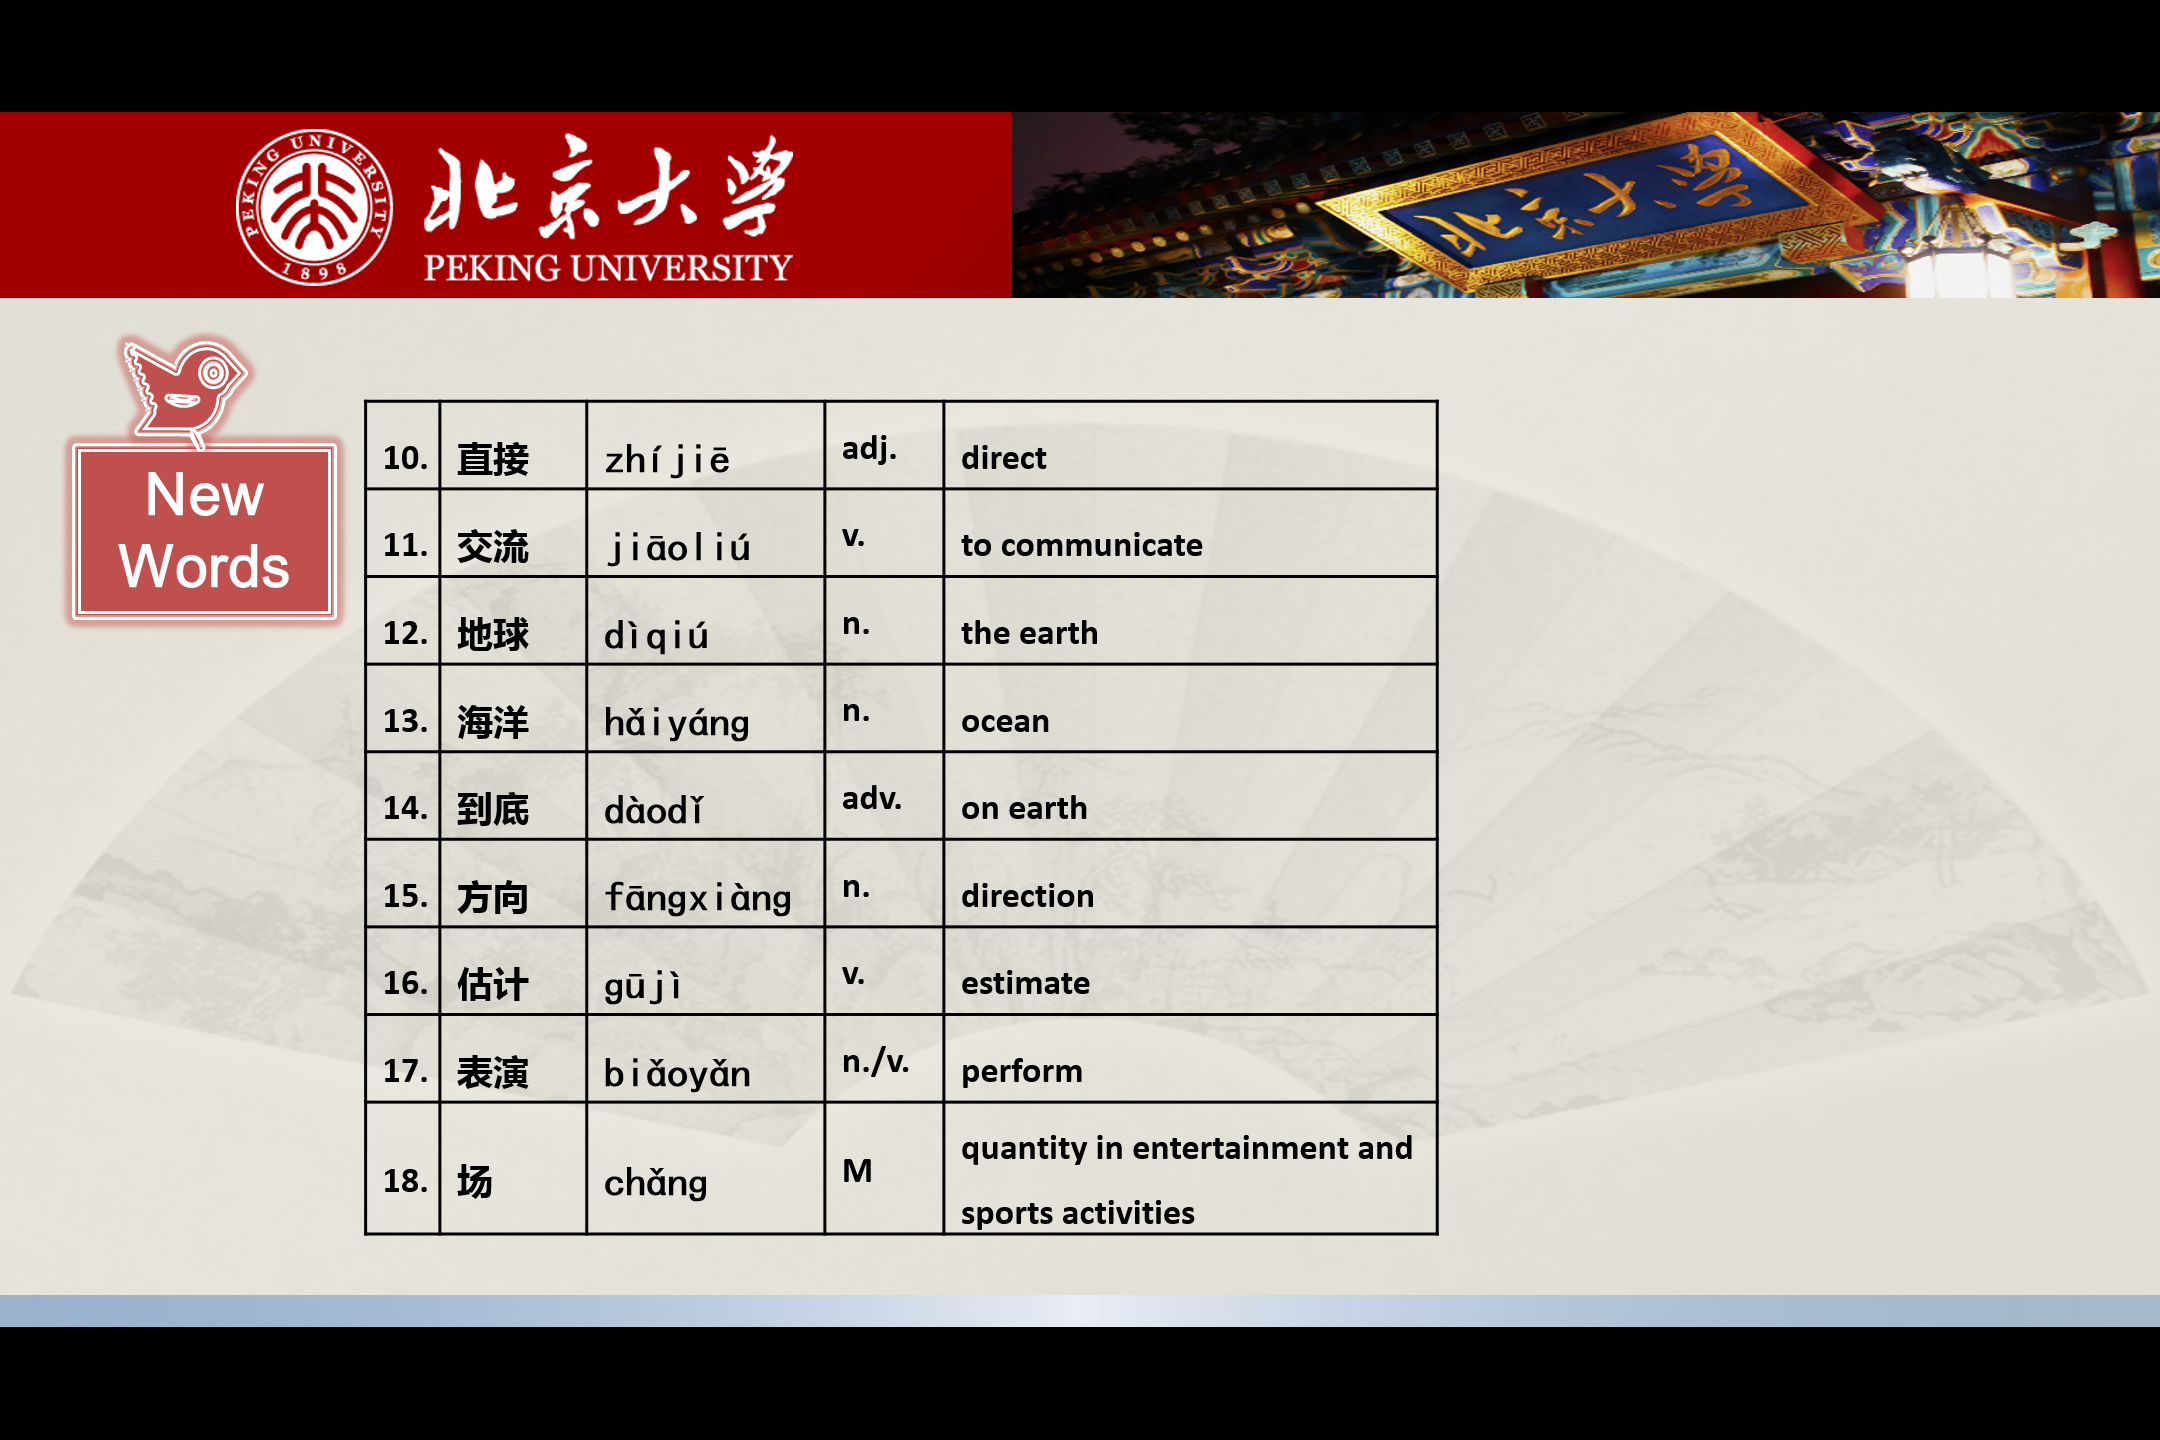 PEKING UNIVERSITY
1898
北京大学
PEKING UNIVERSITY
北京大学
New
Words
10. 直接 zhíjiē adj. direct
11. 交流 jiāoliú v. to communicate
12. 地球 dìqiú n. the earth
13. 海洋 hǎiyáng n. ocean
14. 到底 dàodǐ adv. on earth
15. 方向 fāngxiàng n. direction
16. 估计 gūjì v. estimate
17. 表演 biǎoyǎn n./v. perform
18. 场 chǎng M quantity in entertainment and
sports activities